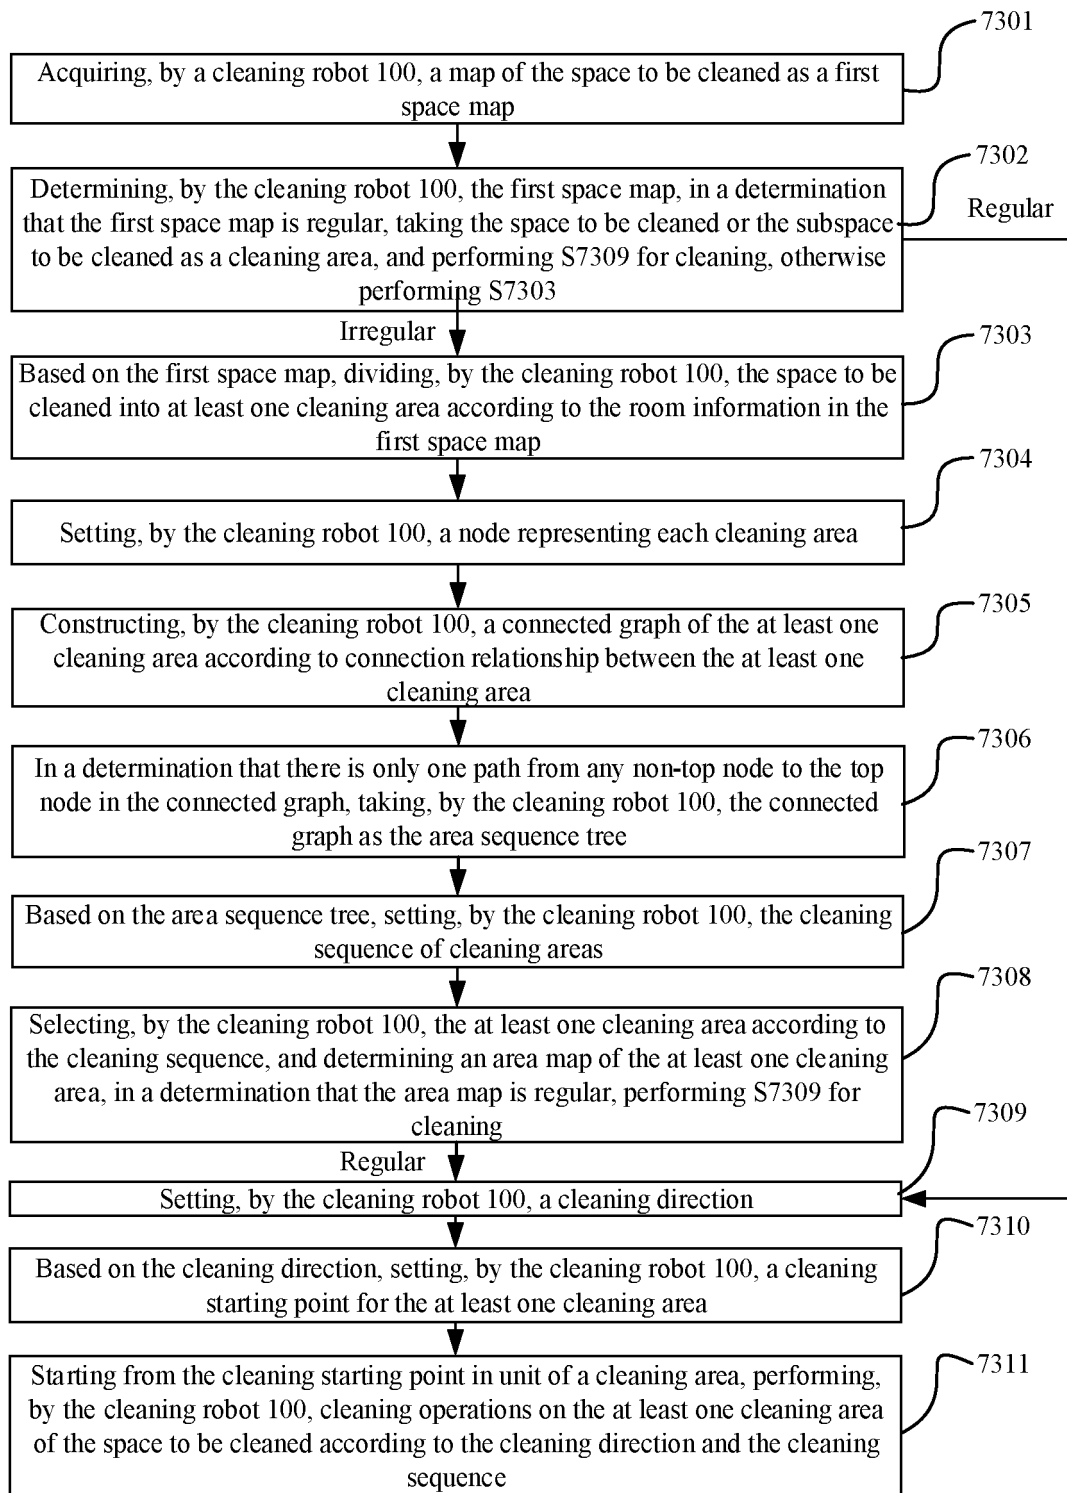 7301
Acquiring, by a cleaning robot 100, a map of the space to be cleaned as a first
space map
7302
Determining, by the cleaning robot 100, the first space map, in a determination
that the first space map is regular, taking the space to be cleaned or the subspace
to be cleaned as a cleaning area, and performing S7309 for cleaning, otherwise
performing S7303
Regular
Irregular
7303
Based on the first space map, dividing, by the cleaning robot 100, the space to be
cleaned into at least one cleaning area according to the room information in the
first space map
7304
Setting, by the cleaning robot 100, a node representing each cleaning area
7305
Constructing, by the cleaning robot 100, a connected graph of the at least one
cleaning area according to connection relationship between the at least one
cleaning area
7306
In a determination that there is only one path from any non-top node to the top
node in the connected graph, taking, by the cleaning robot 100, the connected
graph as the area sequence tree
7307
Based on the area sequence tree, setting, by the cleaning robot 100, the cleaning
sequence of cleaning areas
7308
Selecting, by the cleaning robot 100, the at least one cleaning area according to
the cleaning sequence, and determining an area map of the at least one cleaning
area, in a determination that the area map is regular, performing S7309 for
cleaning
Regular
7309
Setting, by the cleaning robot 100, a cleaning direction
7310
Based on the cleaning direction, setting, by the cleaning robot 100, a cleaning
starting point for the at least one cleaning area
7311
Starting from the cleaning starting point in unit of a cleaning area, performing,
by the cleaning robot 100, cleaning operations on the at least one cleaning area
of the space to be cleaned according to the cleaning direction and the cleaning
sequence